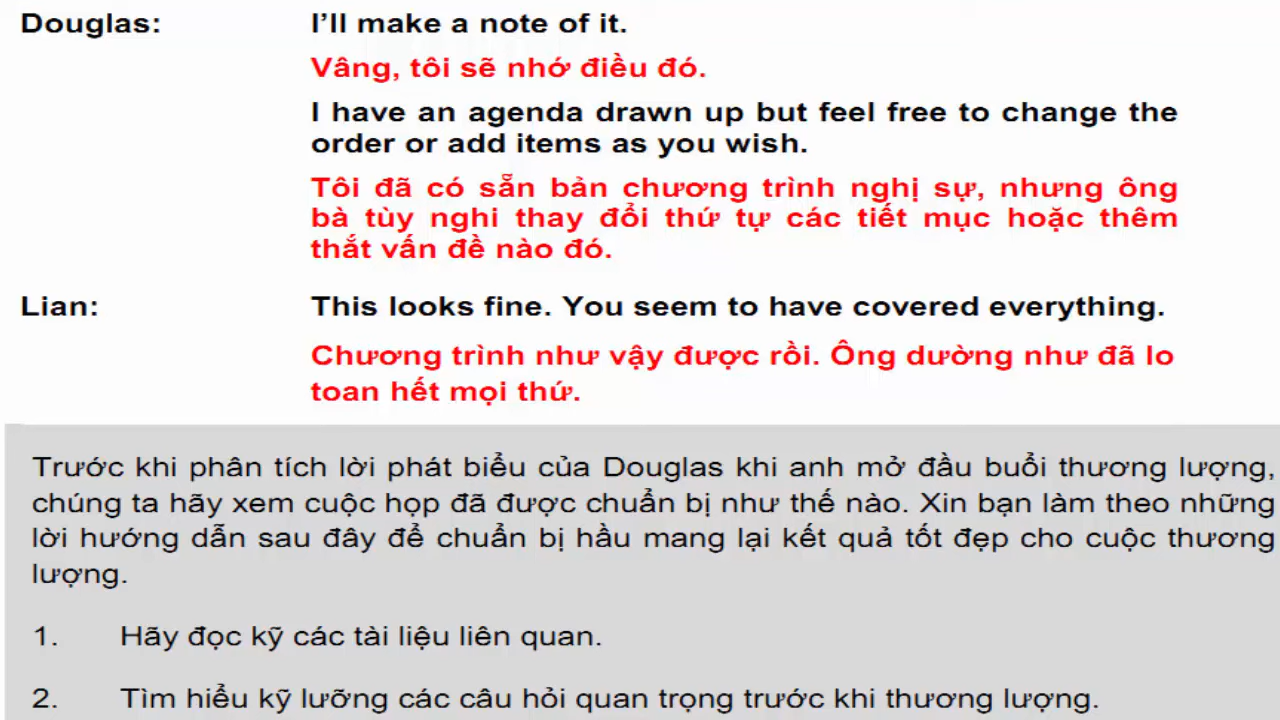 Douglas: I'll make a note of it.
Vâng, tôi sẽ nhớ điều đó.
I have an agenda drawn up but feel free to change the
order or add items as you wish.
Tôi đã có sẵn bản chương trình nghị sự, nhưng ông
bà tùy nghi thay đổi thứ tự các tiết mục hoặc thêm
thắt vấn đề nào đó.
Lian: This looks fine. You seem to have covered everything.
Chương trình như vậy được rồi. Ông dường như đã lo
toan hết mọi thứ.
Trước khi phân tích lời phát biểu của Douglas khi anh mở đầu buổi thương lượng,
chúng ta hãy xem cuộc họp đã được chuẩn bị như thế nào. Xin bạn làm theo những
lời hướng dẫn sau đây để chuẩn bị hầu mang lại kết quả tốt đẹp cho cuộc thương
lượng.
1. Hãy đọc kỹ các tài liệu liên quan.
2. Tìm hiểu kỹ lưỡng các câu hỏi quan trọng trước khi thương lượng.